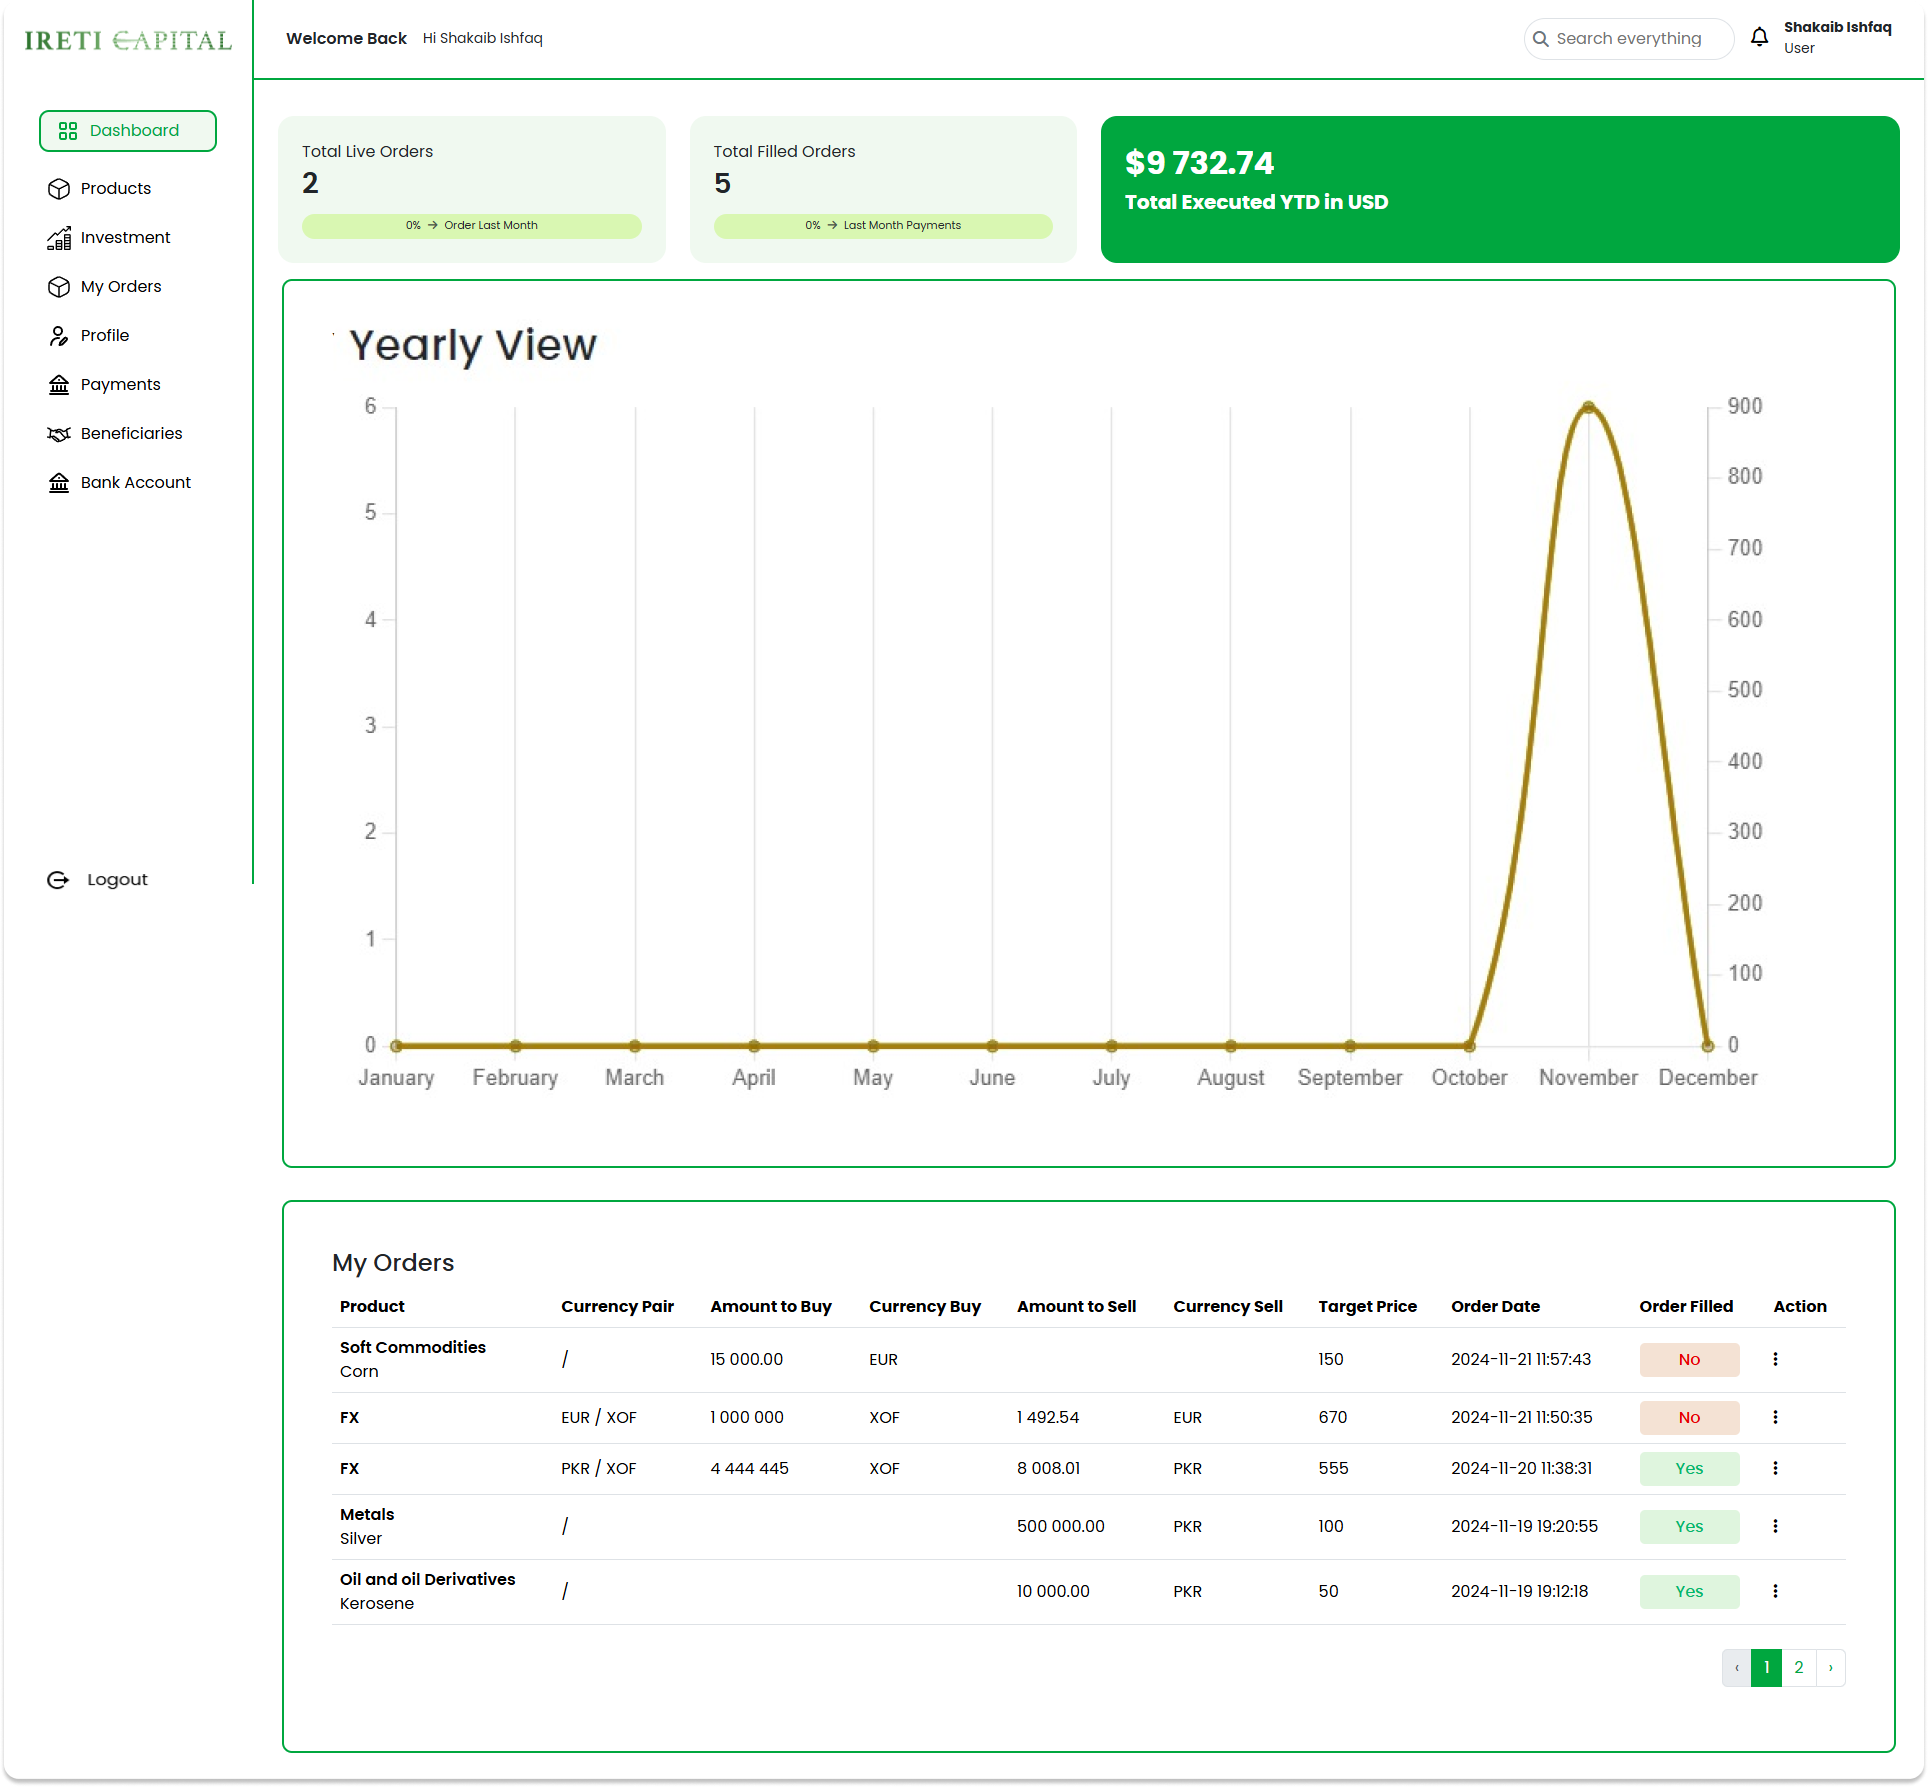 IRETI CAPITAL
Welcome Back Hi Shakaib Ishfaq
Search everything
Shakaib Ishfaq
User
Dashboard
Products
Investment
My Orders
Profile
Payments
Beneficiaries
Bank Account
Logout
Total Live Orders
2
0% → Order Last Month
Total Filled Orders
5
0% → Last Month Payments
$9 732.74
Total Executed YTD in USD
Yearly View
6
5
4
3
2
1
0
900
800
700
600
500
400
300
200
100
0
January February March April May June July August September October November December
My Orders
Product Currency Pair Amount to Buy Currency Buy Amount to Sell Currency Sell Target Price Order Date Order Filled Action
Soft Commodities
Corn / 15 000.00 EUR 150 2024-11-21 11:57:43 No
FX EUR / XOF 1 000 000 XOF 1 492.54 EUR 670 2024-11-21 11:50:35 No
FX PKR / XOF 4 444 445 XOF 8 008.01 PKR 555 2024-11-20 11:38:31 Yes
Metals
Silver / 500 000.00 PKR 100 2024-11-19 19:20:55 Yes
Oil and oil Derivatives
Kerosene / 10 000.00 PKR 50 2024-11-19 19:12:18 Yes
‹ 1 2 ›